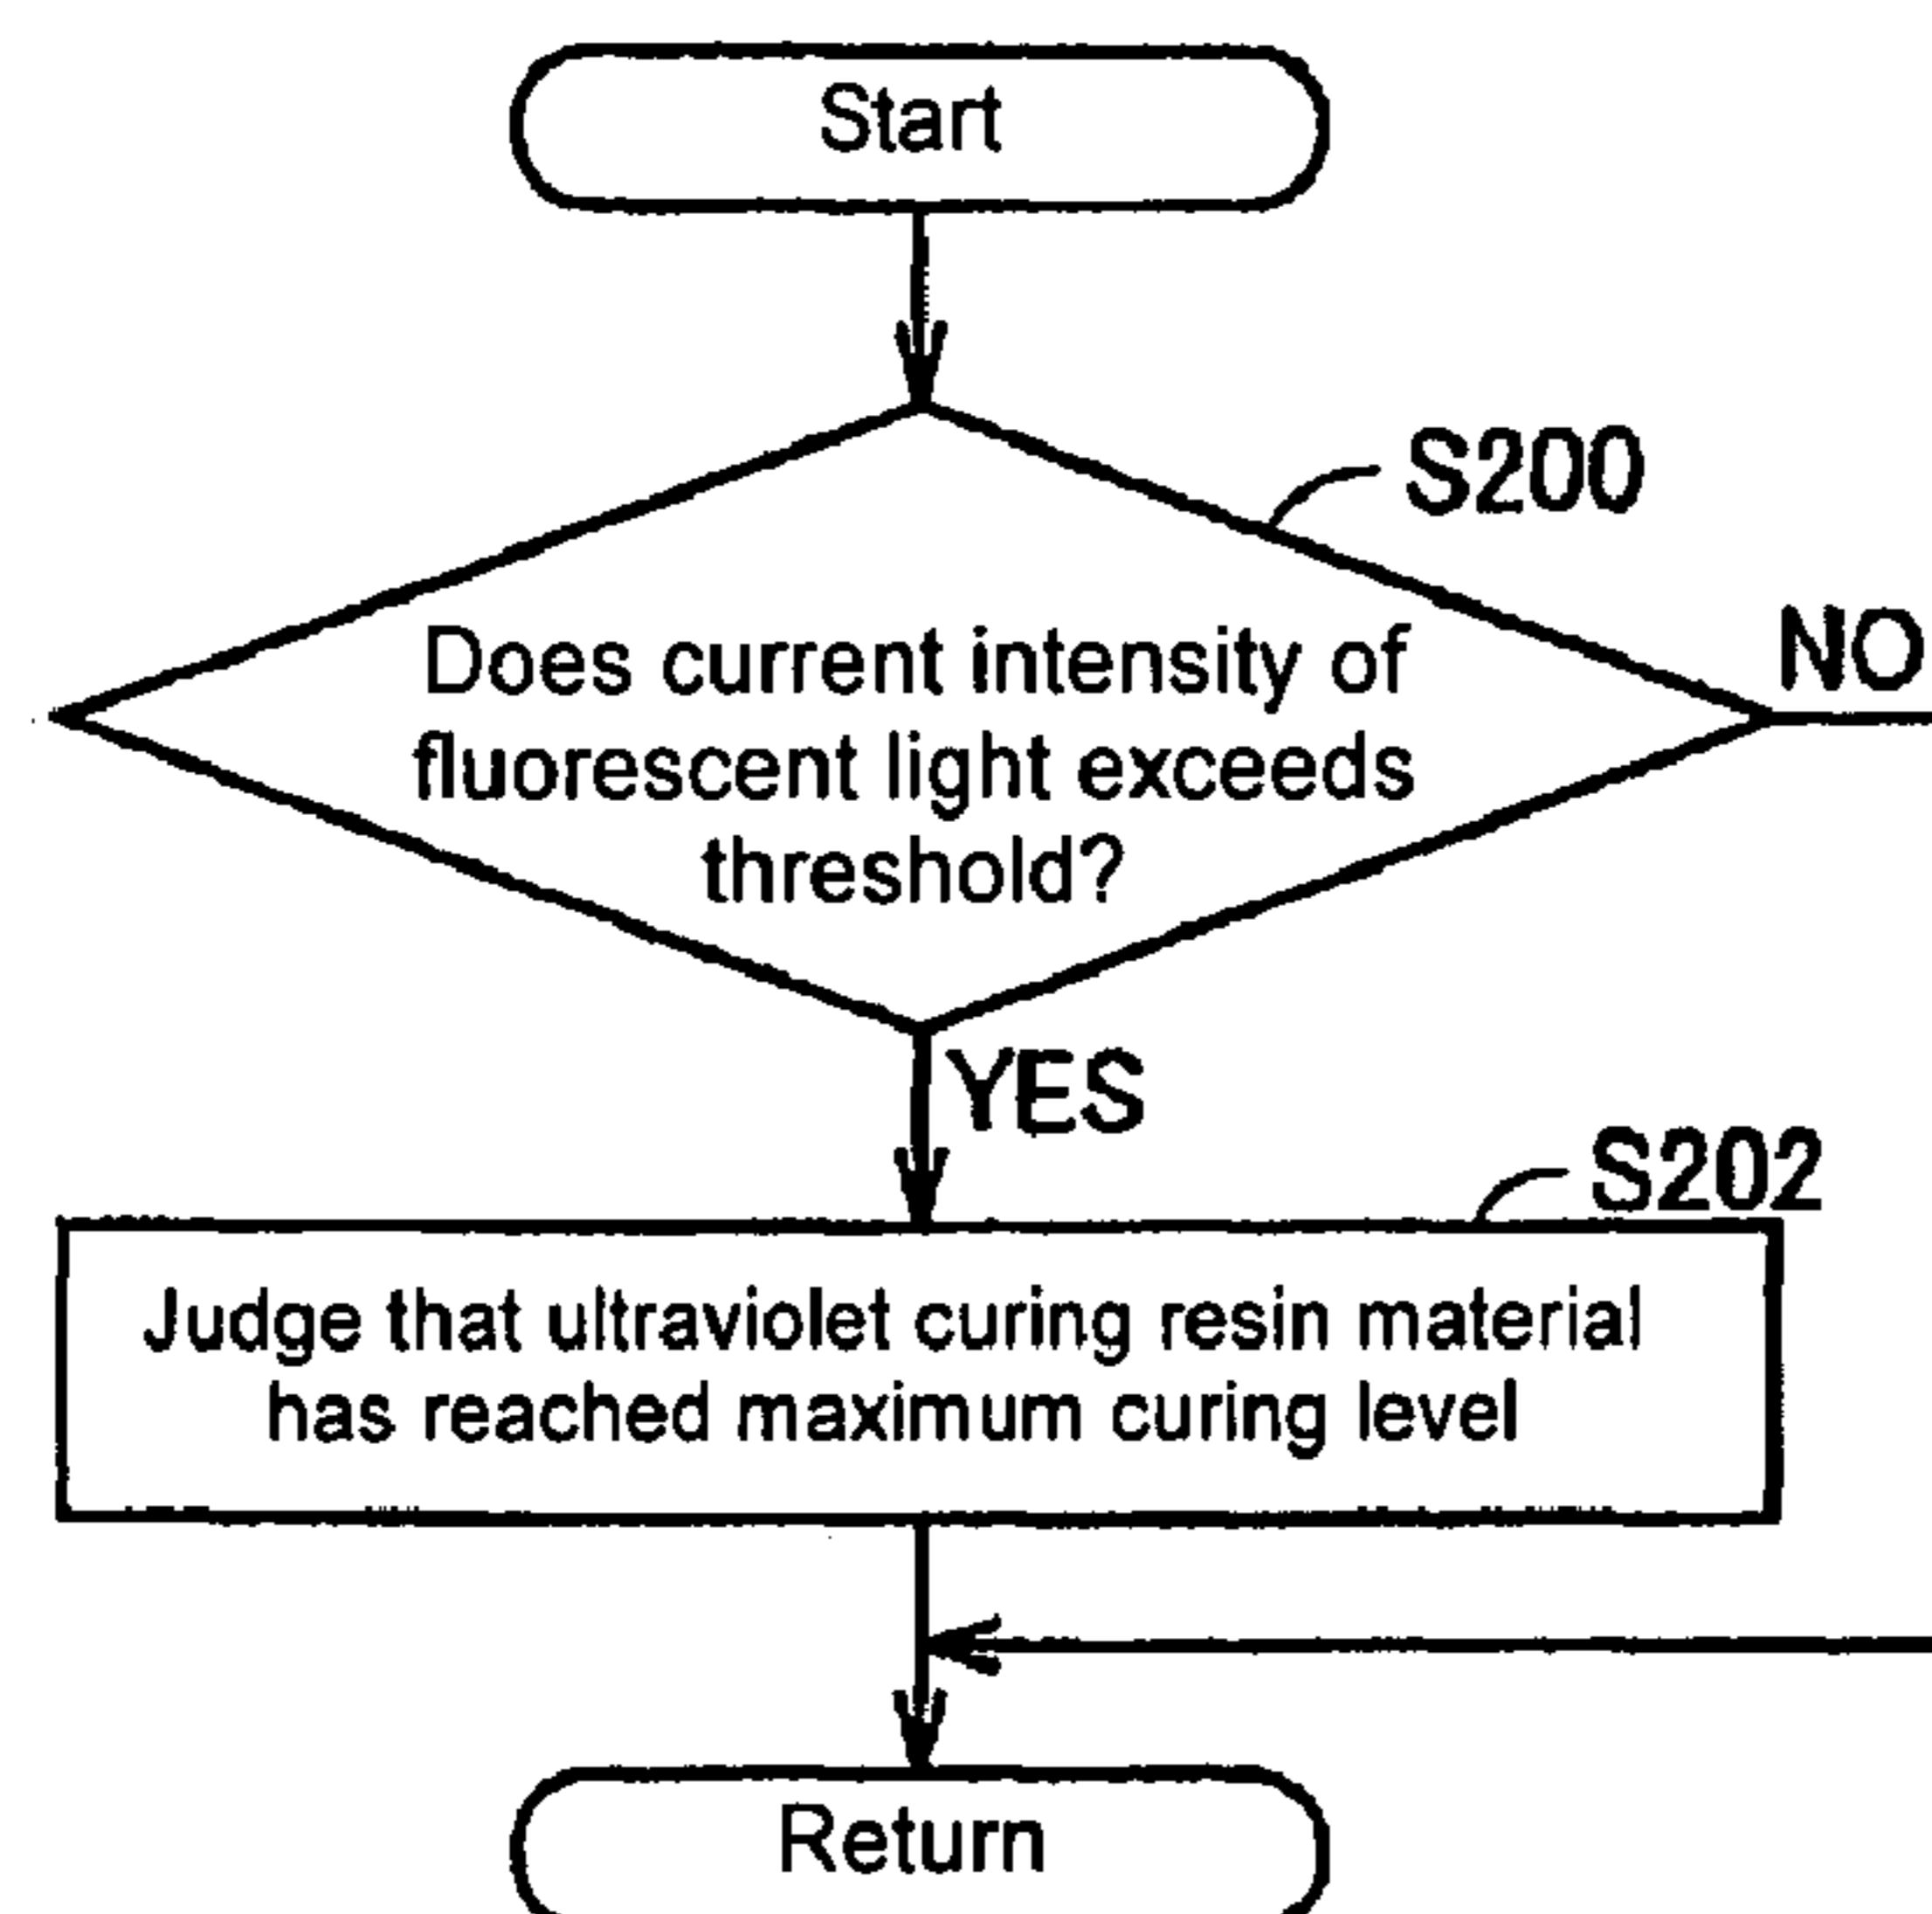 Start
S200
Does current intensity of
fluorescent light exceeds
threshold?
NO
YES
S202
Judge that ultraviolet curing resin material
has reached maximum curing level
Return